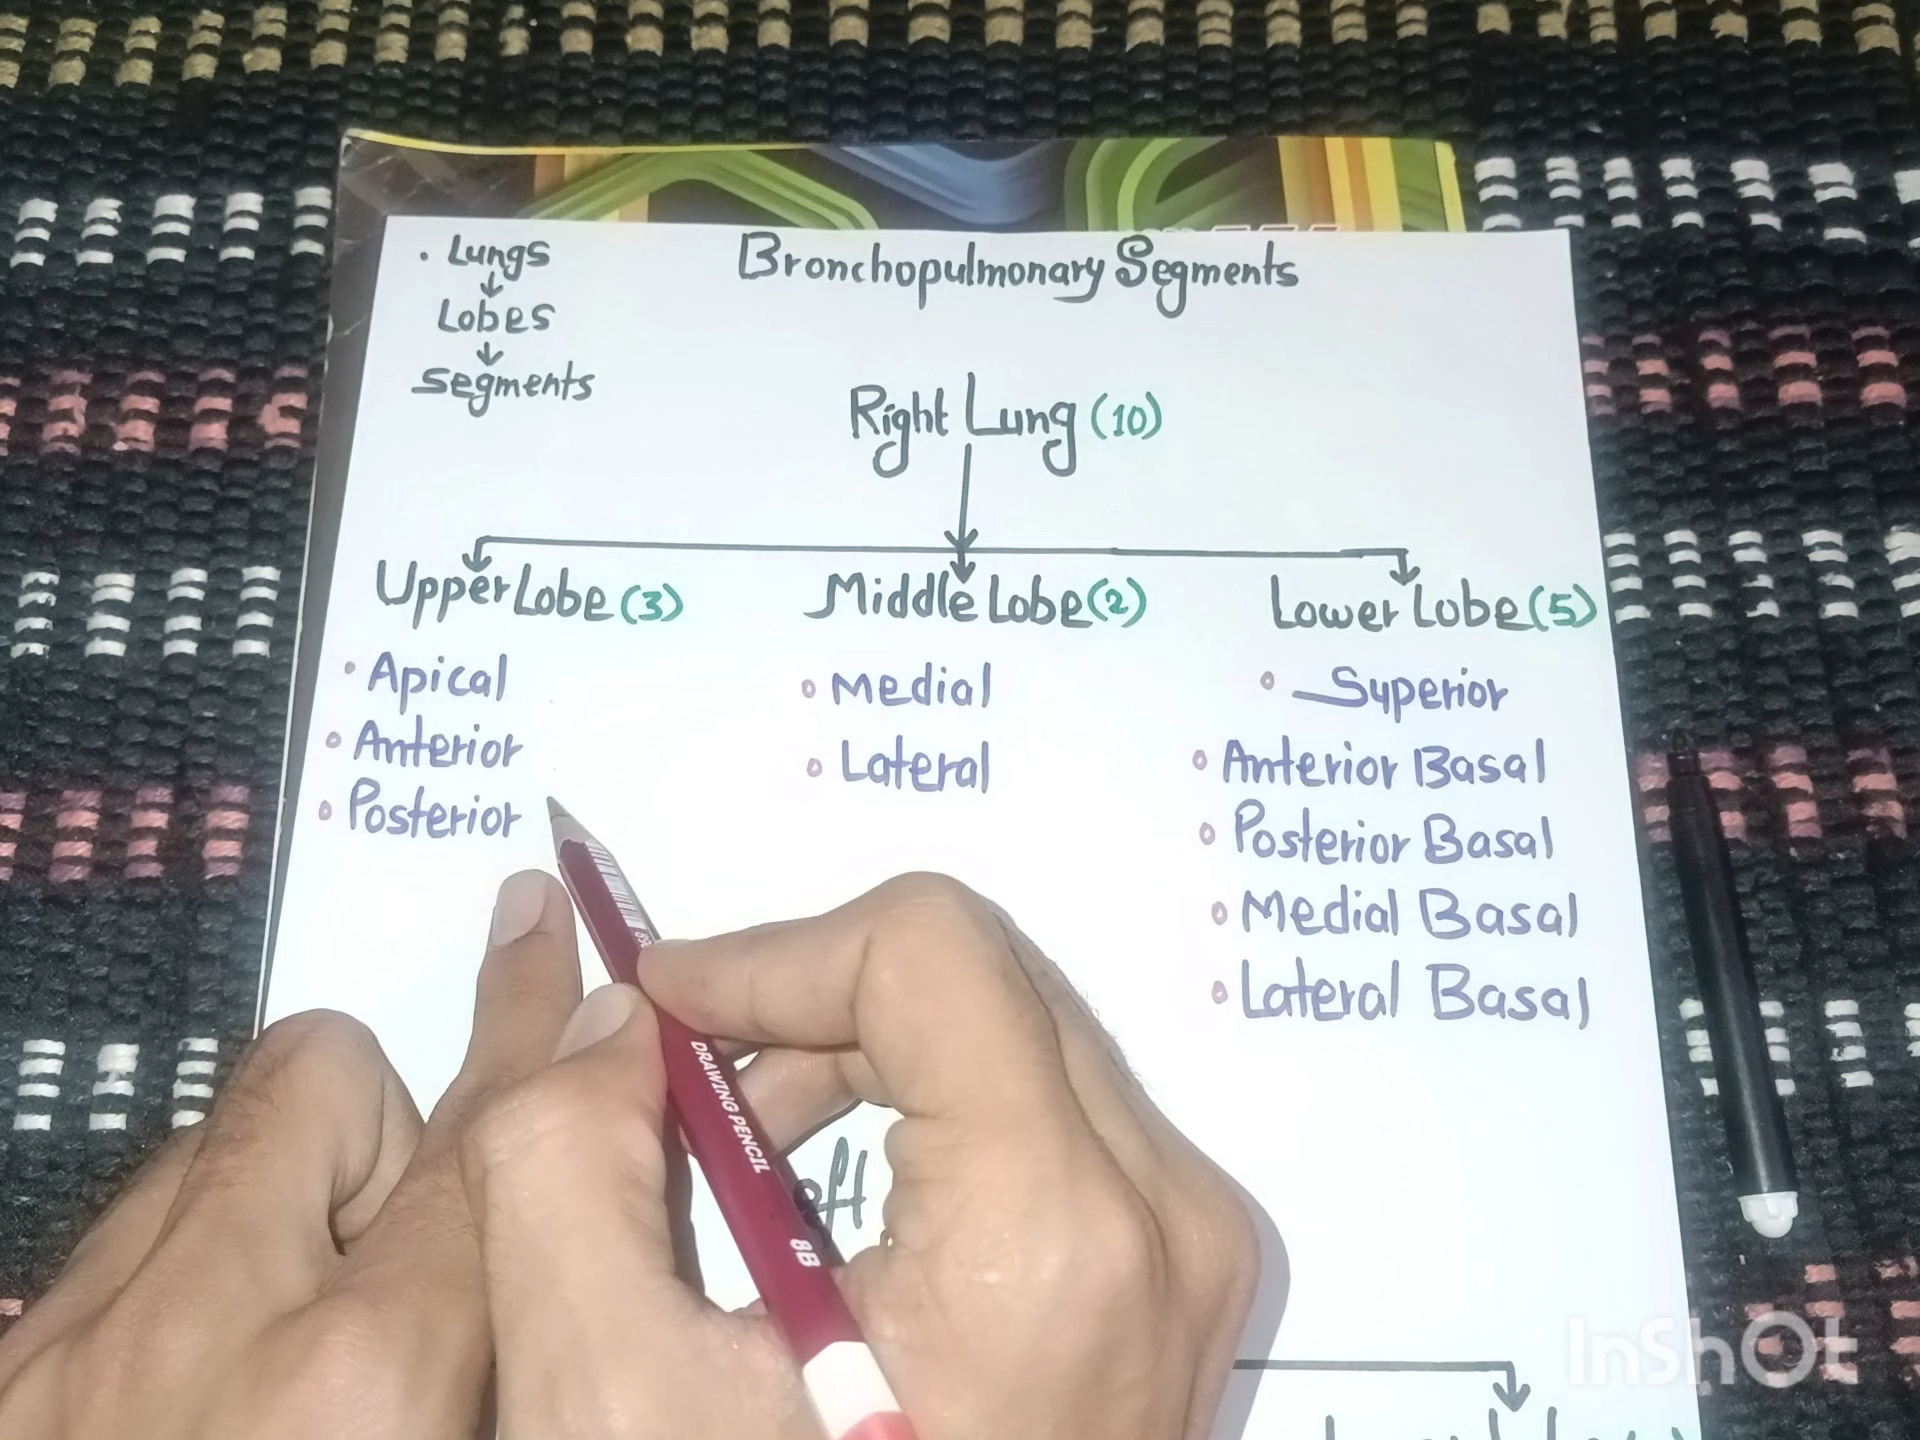 . Lungs
↓
Lobes
↓
Segments
Bronchopulmonary Segments
Right Lung (10)
Upper Lobe (3)
• Apical
• Anterior
• Posterior
Middle Lobe (2)
• Medial
• Lateral
Lower Lobe (5)
• Superior
• Anterior Basal
• Posterior Basal
• Medial Basal
• Lateral Basal
DRAWING PENCIL 8B
InShOt